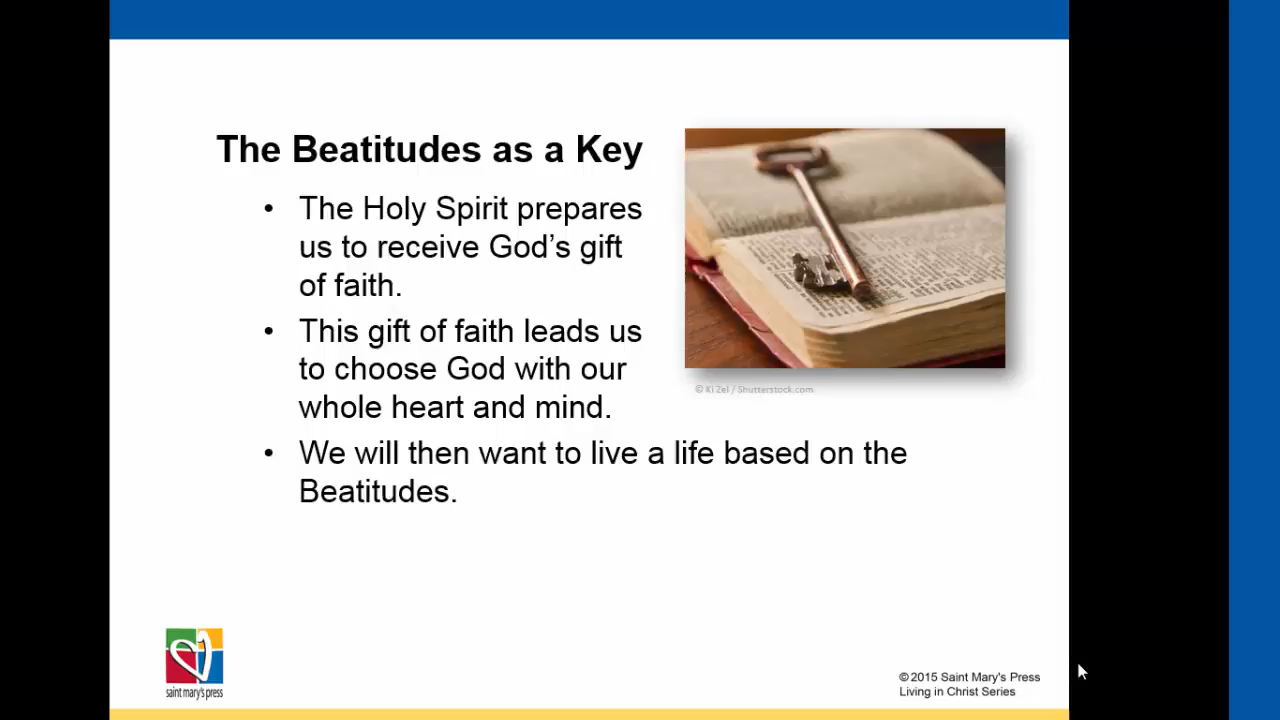 The Beatitudes as a Key
• The Holy Spirit prepares
us to receive God’s gift
of faith.
• This gift of faith leads us
to choose God with our
whole heart and mind.
• We will then want to live a life based on the
Beatitudes.
© Ki Zel / Shutterstock.com
saint mary's press
© 2015 Saint Mary's Press
Living in Christ Series